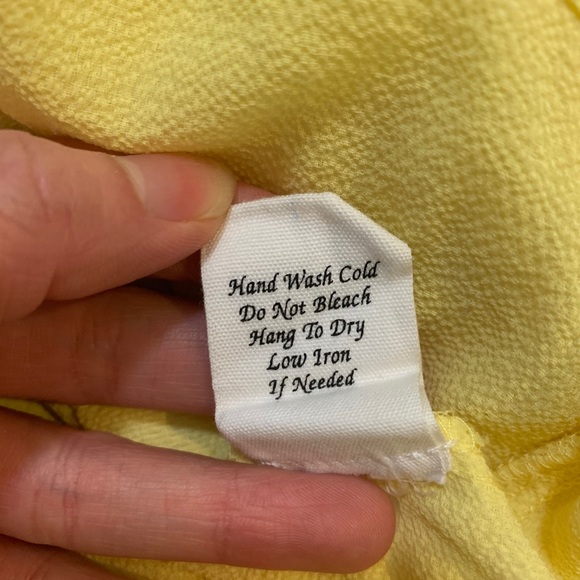 Hand Wash Cold
Do Not Bleach
Hang To Dry
Low Iron
If Needed